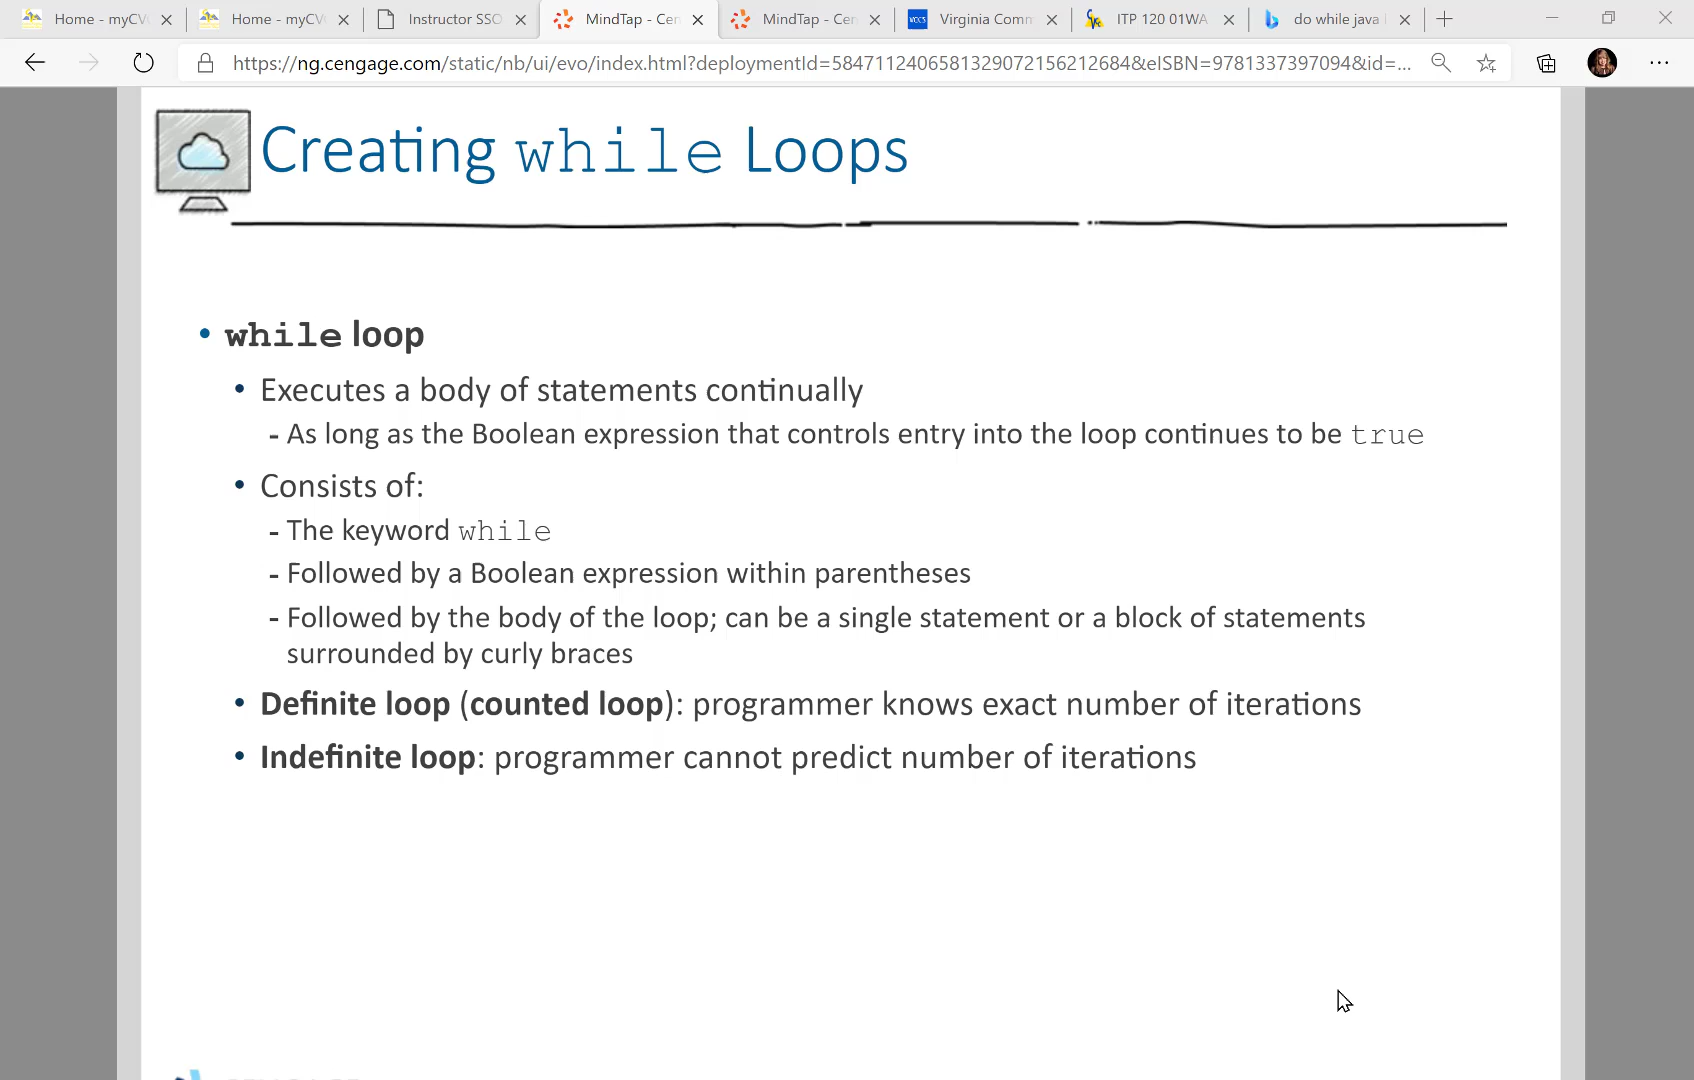 Home - myCV
Home - myCV
Instructor SSO
MindTap - Cen
MindTap - Cen
Virginia Comm
ITP 120 01WA
do while java
https://ng.cengage.com/static/nb/ui/evo/index.html?deploymentId=5847112406581329072156212684&eISBN=9781337397094&id=...
Creating while Loops
• while loop
• Executes a body of statements continually
- As long as the Boolean expression that controls entry into the loop continues to be true
• Consists of:
- The keyword while
- Followed by a Boolean expression within parentheses
- Followed by the body of the loop; can be a single statement or a block of statements
surrounded by curly braces
• Definite loop (counted loop): programmer knows exact number of iterations
• Indefinite loop: programmer cannot predict number of iterations